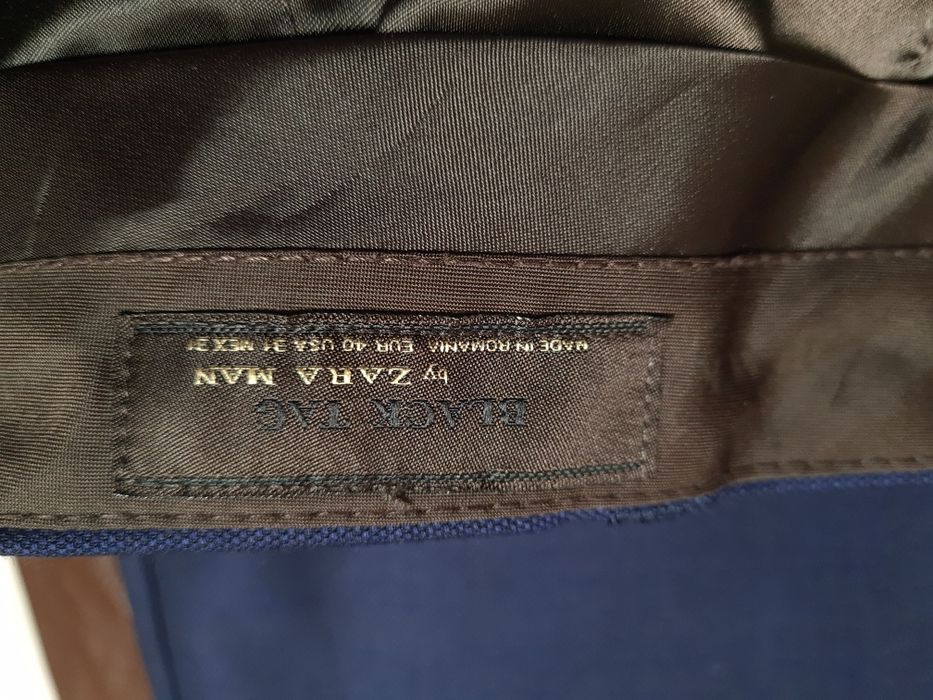 BLACK TAG
by ZARA MAN
MADE IN ROMANIA EUR 40 USA 31 MEX 31